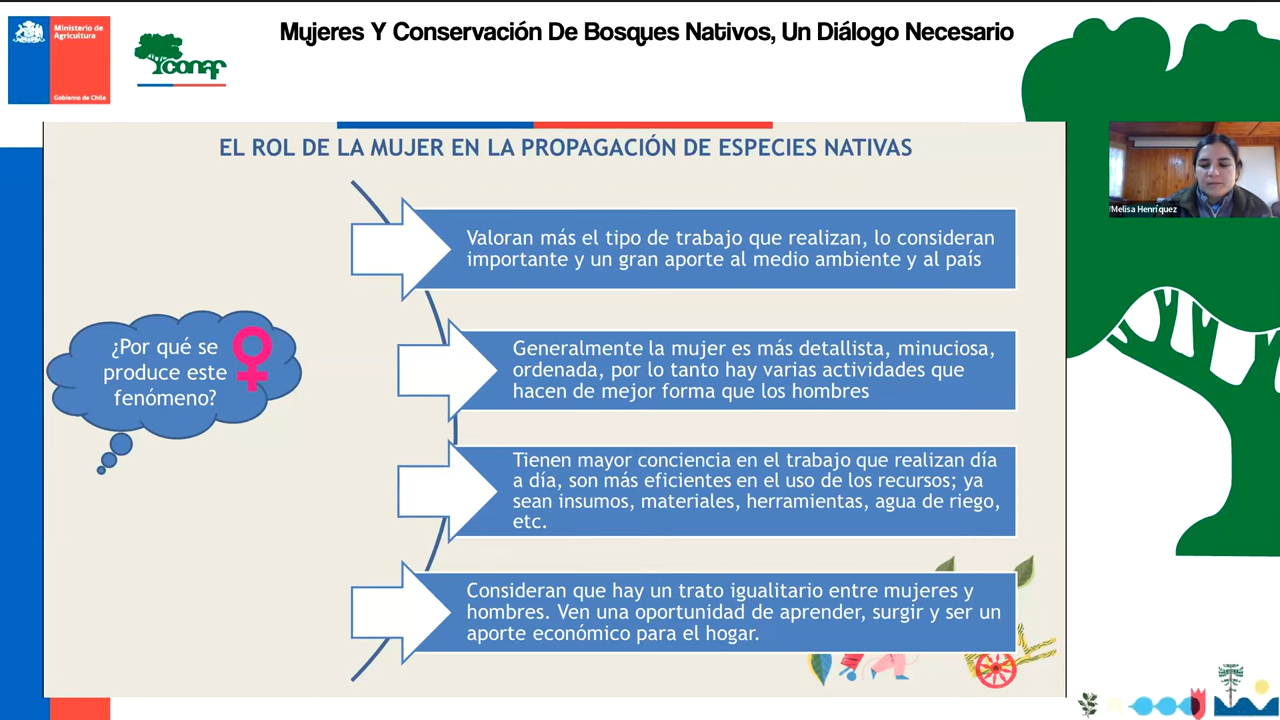 Ministerio de
Agricultura
Gobierno de Chile
conaf
Mujeres Y Conservación De Bosques Nativos, Un Diálogo Necesario
EL ROL DE LA MUJER EN LA PROPAGACIÓN DE ESPECIES NATIVAS
Melisa Henríquez
¿Por qué se
produce este
fenómeno?
Valoran más el tipo de trabajo que realizan, lo consideran
importante y un gran aporte al medio ambiente y al país
Generalmente la mujer es más detallista, minuciosa,
ordenada, por lo tanto hay varias actividades que
hacen de mejor forma que los hombres
Tienen mayor conciencia en el trabajo que realizan día
a día, son más eficientes en el uso de los recursos; ya
sean insumos, materiales, herramientas, agua de riego,
etc.
Consideran que hay un trato igualitario entre mujeres y
hombres. Ven una oportunidad de aprender, surgir y ser un
aporte económico para el hogar.